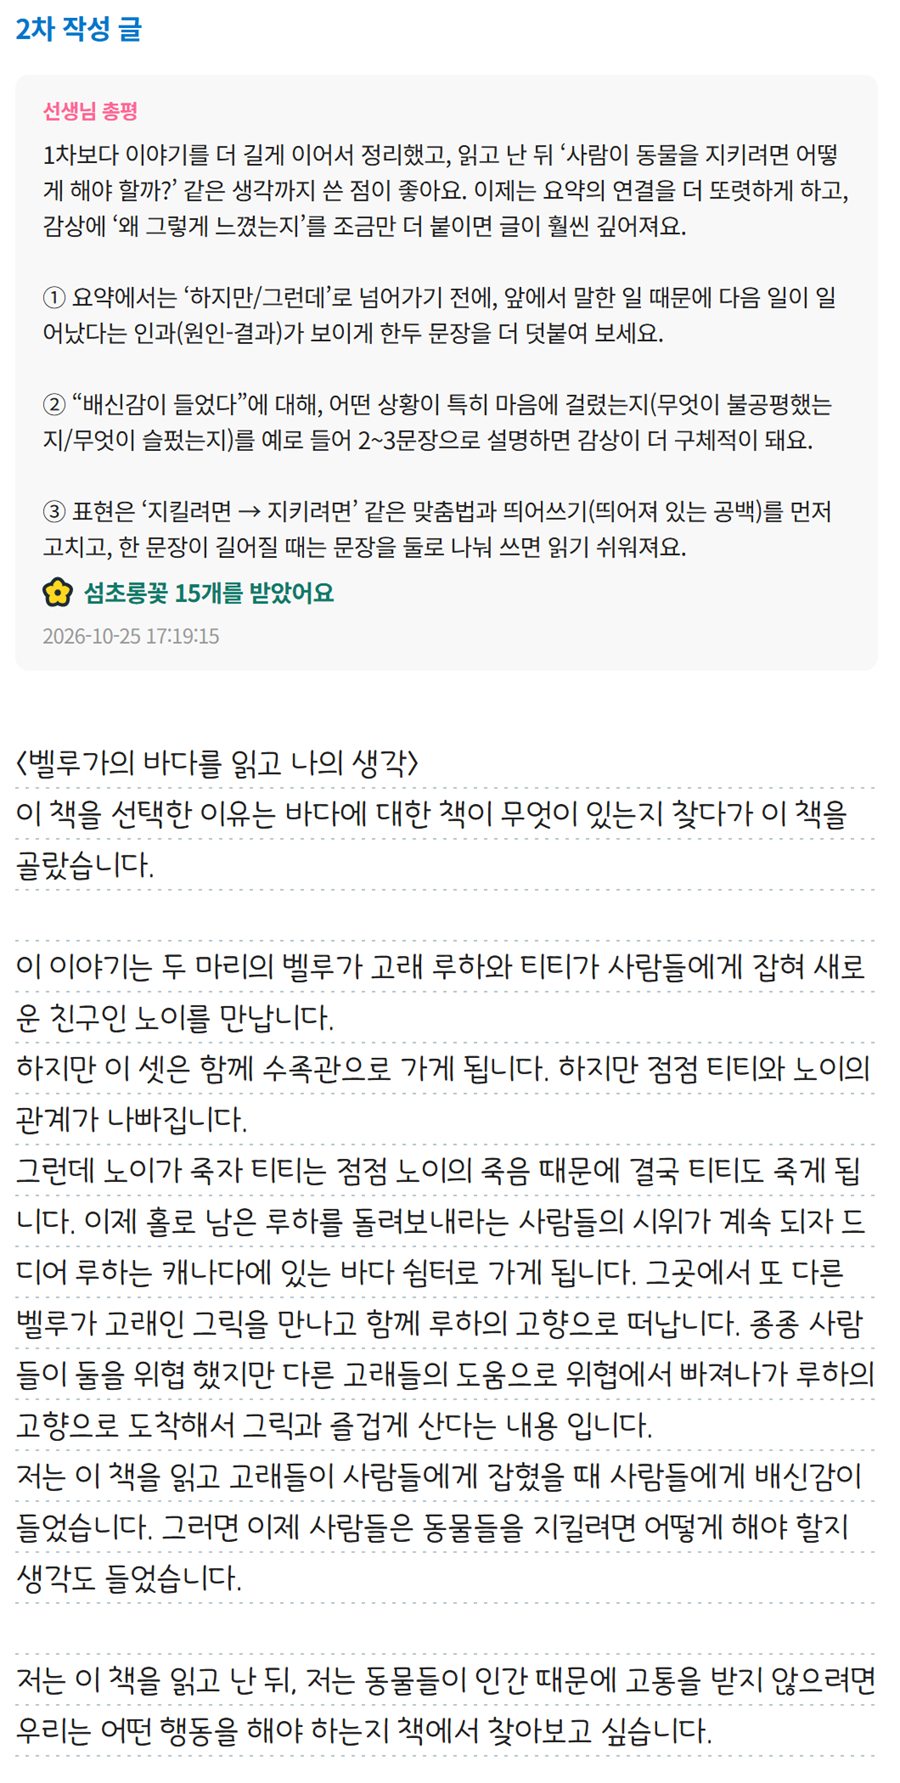 2차 작성 글
선생님 총평
1차보다 이야기를 더 길게 이어서 정리했고, 읽고 난 뒤 ‘사람이 동물을 지키려면 어떻
게 해야 할까?’ 같은 생각까지 쓴 점이 좋아요. 이제는 요약의 연결을 더 또렷하게 하고,
감상에 ‘왜 그렇게 느꼈는지’를 조금만 더 붙이면 글이 훨씬 깊어져요.
① 요약에서는 ‘하지만/그런데’로 넘어가기 전에, 앞에서 말한 일 때문에 다음 일이 일
어났다는 인과(원인-결과)가 보이게 한두 문장을 더 덧붙여 보세요.
② “배신감이 들었다”에 대해, 어떤 상황이 특히 마음에 걸렸는지(무엇이 불공평했는
지/무엇이 슬펐는지)를 예로 들어 2~3문장으로 설명하면 감상이 더 구체적이 돼요.
③ 표현은 ‘지킬려면 → 지키려면’ 같은 맞춤법과 띄어쓰기(띄어져 있는 공백)를 먼저
고치고, 한 문장이 길어질 때는 문장을 둘로 나눠 쓰면 읽기 쉬워져요.
섬초롱꽃 15개를 받았어요
2026-10-25 17:19:15
<벨루가의 바다를 읽고 나의 생각>
이 책을 선택한 이유는 바다에 대한 책이 무엇이 있는지 찾다가 이 책을
골랐습니다.
이 이야기는 두 마리의 벨루가 고래 루하와 티티가 사람들에게 잡혀 새로
운 친구인 노이를 만납니다.
하지만 이 셋은 함께 수족관으로 가게 됩니다. 하지만 점점 티티와 노이의
관계가 나빠집니다.
그런데 노이가 죽자 티티는 점점 노이의 죽음 때문에 결국 티티도 죽게 됩
니다. 이제 홀로 남은 루하를 돌려보내라는 사람들의 시위가 계속 되자 드
디어 루하는 캐나다에 있는 바다 쉼터로 가게 됩니다. 그곳에서 또 다른
벨루가 고래인 그릭을 만나고 함께 루하의 고향으로 떠납니다. 종종 사람
들이 둘을 위협 했지만 다른 고래들의 도움으로 위협에서 빠져나가 루하의
고향으로 도착해서 그릭과 즐겁게 산다는 내용 입니다.
저는 이 책을 읽고 고래들이 사람들에게 잡혔을 때 사람들에게 배신감이
들었습니다. 그러면 이제 사람들은 동물들을 지킬려면 어떻게 해야 할지
생각도 들었습니다.
저는 이 책을 읽고 난 뒤, 저는 동물들이 인간 때문에 고통을 받지 않으려면
우리는 어떤 행동을 해야 하는지 책에서 찾아보고 싶습니다.